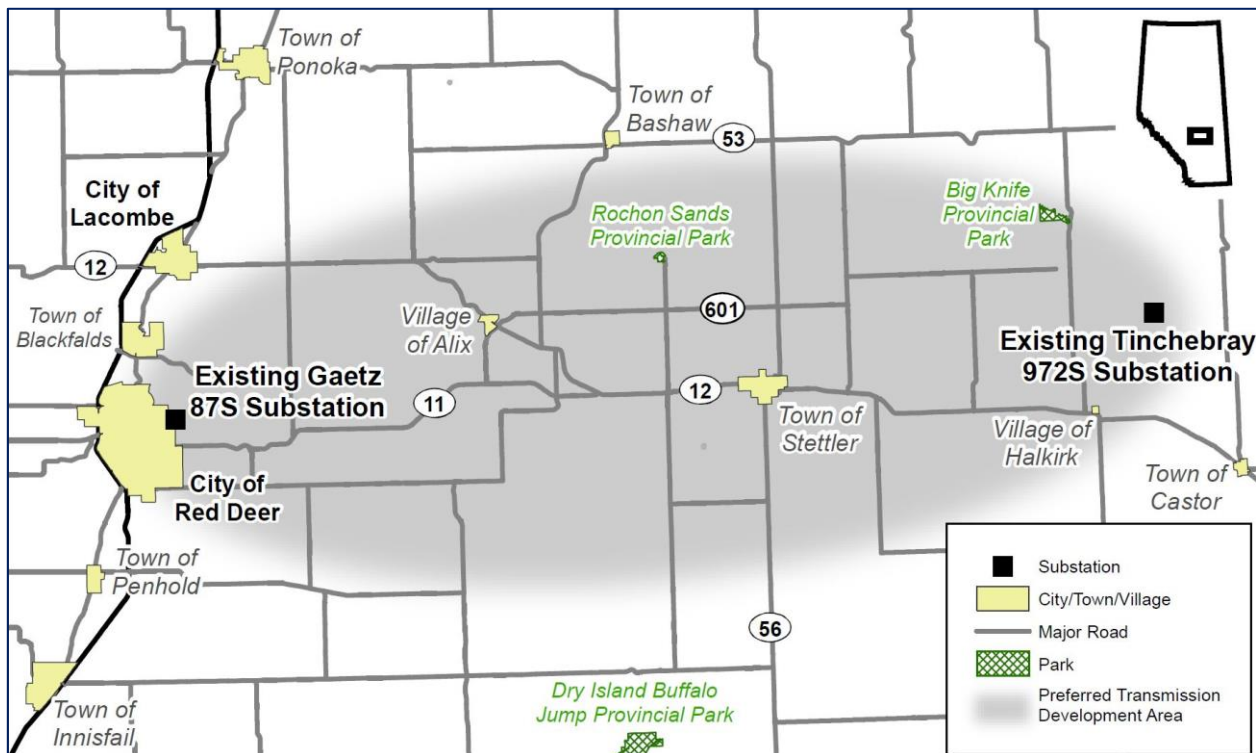 Town of
Ponoka
Town of
Bashaw
53
City of
Lacombe
Rochon Sands
Provincial Park
Big Knife
Provincial
Park
12
Town of
Blackfalds
Village
of Alix
601
Existing Tinchebray
972S Substation
Existing Gaetz
87S Substation
11
12
Town of
Stettler
Village of
Halkirk
Town of
Castor
City of
Red Deer
Town of
Penhold
56
Town of
Innisfail
Dry Island Buffalo
Jump Provincial Park
Substation
City/Town/Village
Major Road
Park
Preferred Transmission
Development Area